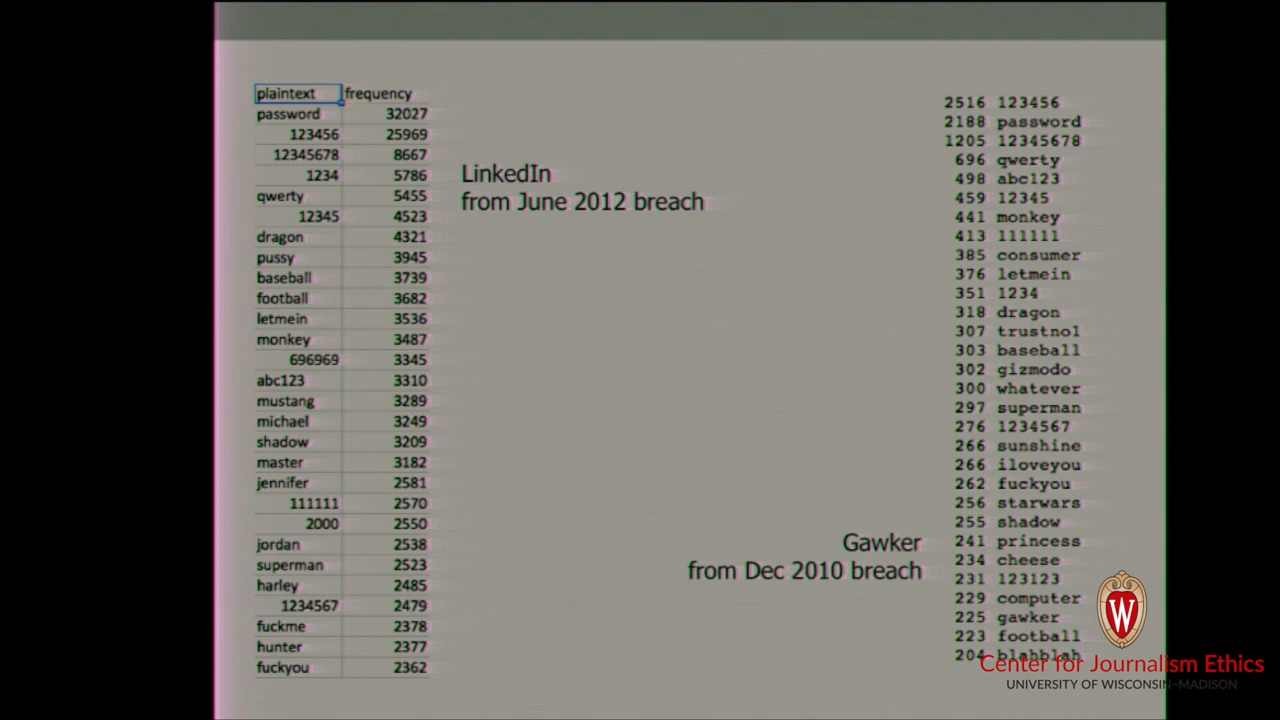 plaintext frequency
password 32027
123456 25969
12345678 8667
1234 5786
qwerty 5455
12345 4523
dragon 4321
pussy 3945
baseball 3739
football 3682
letmein 3536
monkey 3487
696969 3345
abc123 3310
mustang 3289
michael 3249
shadow 3209
master 3182
jennifer 2581
111111 2570
2000 2550
jordan 2538
superman 2523
harley 2485
1234567 2479
fuckme 2378
hunter 2377
fuckyou 2362
LinkedIn
from June 2012 breach
Gawker
from Dec 2010 breach
2516 123456
2188 password
1205 12345678
696 qwerty
498 abc123
459 12345
441 monkey
413 111111
385 consumer
376 letmein
351 1234
318 dragon
307 trustno1
303 baseball
302 gizmodo
300 whatever
297 superman
276 1234567
266 sunshine
266 iloveyou
262 fuckyou
256 starwars
255 shadow
241 princess
234 cheese
231 123123
229 computer
225 gawker
223 football
204 blahblah
W
Center for Journalism Ethics
UNIVERSITY OF WISCONSIN–MADISON